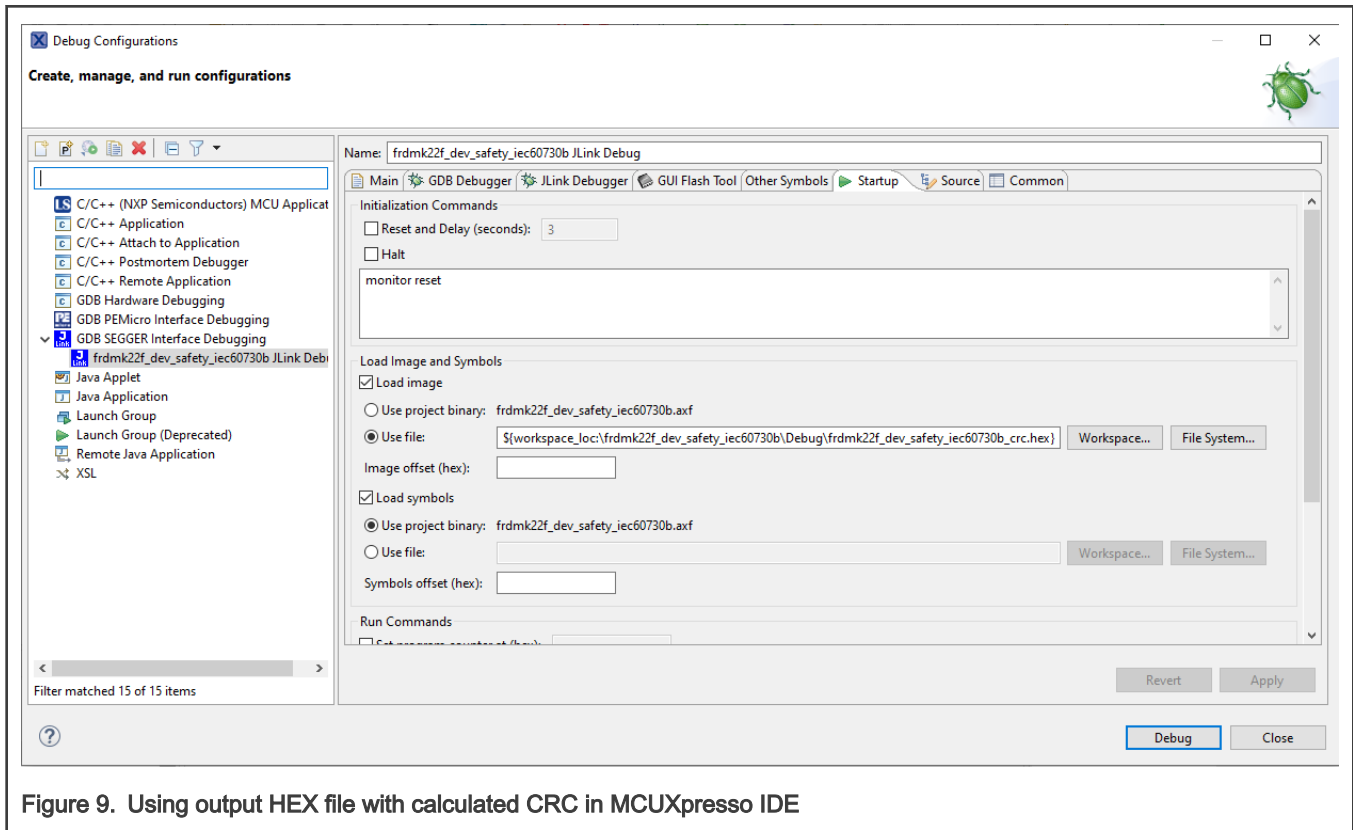 Debug Configurations
Create, manage, and run configurations
Name: frdmk22f_dev_safety_iec60730b JLink Debug
Main GDB Debugger JLink Debugger GUI Flash Tool Other Symbols Startup Source Common
C/C++ (NXP Semiconductors) MCU Applicat
C/C++ Application
C/C++ Attach to Application
C/C++ Postmortem Debugger
C/C++ Remote Application
GDB Hardware Debugging
GDB PEMicro Interface Debugging
GDB SEGGER Interface Debugging
frdmk22f_dev_safety_iec60730b JLink Deb
Java Applet
Java Application
Launch Group
Launch Group (Deprecated)
Remote Java Application
XSL
Filter matched 15 of 15 items
Initialization Commands
Reset and Delay (seconds): 3
Halt
monitor reset
Load Image and Symbols
Load image
Use project binary: frdmk22f_dev_safety_iec60730b.axf
Use file: ${workspace_loc:\frdmk22f_dev_safety_iec60730b\Debug\frdmk22f_dev_safety_iec60730b_crc.hex} Workspace... File System...
Image offset (hex):
Load symbols
Use project binary: frdmk22f_dev_safety_iec60730b.axf
Use file: Workspace... File System...
Symbols offset (hex):
Run Commands
Set program counter at (hex):
Revert Apply
Debug Close
Figure 9. Using output HEX file with calculated CRC in MCUXpresso IDE